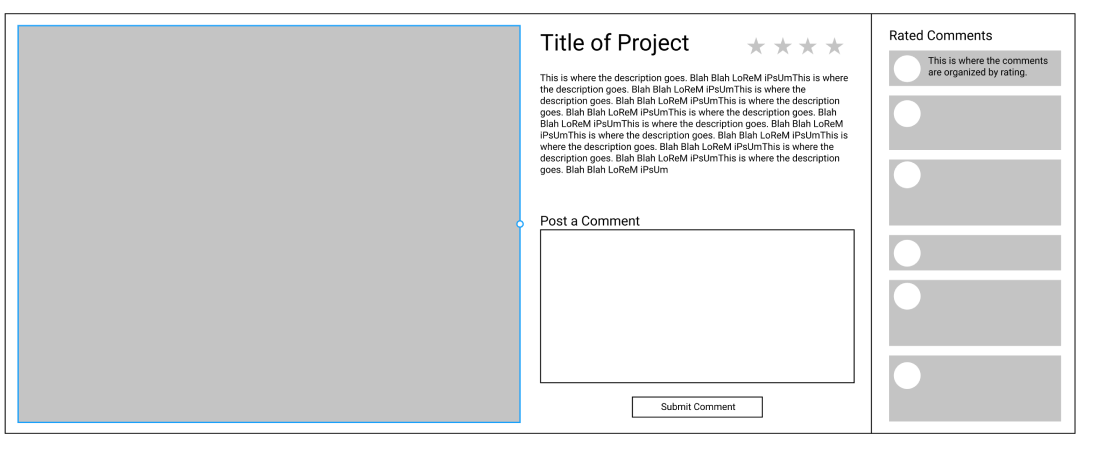 Title of Project
This is where the description goes. Blah Blah LoReM iPsUmThis is where
the description goes. Blah Blah LoReM iPsUmThis is where the
description goes. Blah Blah LoReM iPsUmThis is where the description
goes. Blah Blah LoReM iPsUmThis is where the description goes. Blah
Blah LoReM iPsUmThis is where the description goes. Blah Blah LoReM
iPsUmThis is where the description goes. Blah Blah LoReM iPsUmThis is
where the description goes. Blah Blah LoReM iPsUmThis is where the
description goes. Blah Blah LoReM iPsUmThis is where the description
goes. Blah Blah LoReM iPsUm
Post a Comment
Submit Comment
Rated Comments
This is where the comments
are organized by rating.